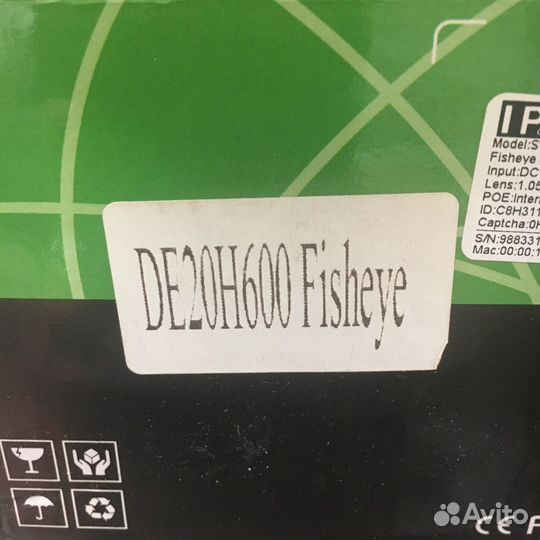 IP
Model:S
Fisheye
Input:DC
Lens:1.05
POE:Inter
ID:C8H311
Captcha:0H
S/N:988331
Mac:00:00:1
DE20H600 Fisheye
CE F
Avito